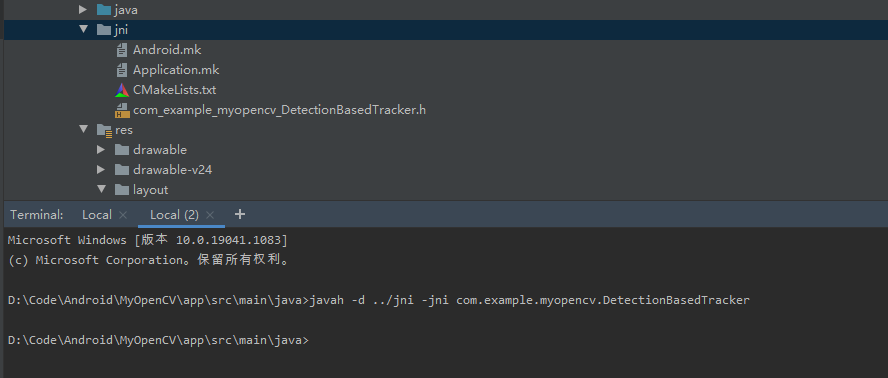 java
jni
Android.mk
Application.mk
CMakeLists.txt
com_example_myopencv_DetectionBasedTracker.h
res
drawable
drawable-v24
layout
Terminal: Local × Local (2) × +
Microsoft Windows [版本 10.0.19041.1083]
(c) Microsoft Corporation。保留所有权利。
D:\Code\Android\MyOpenCV\app\src\main\java>javah -d ../jni -jni com.example.myopencv.DetectionBasedTracker
D:\Code\Android\MyOpenCV\app\src\main\java>